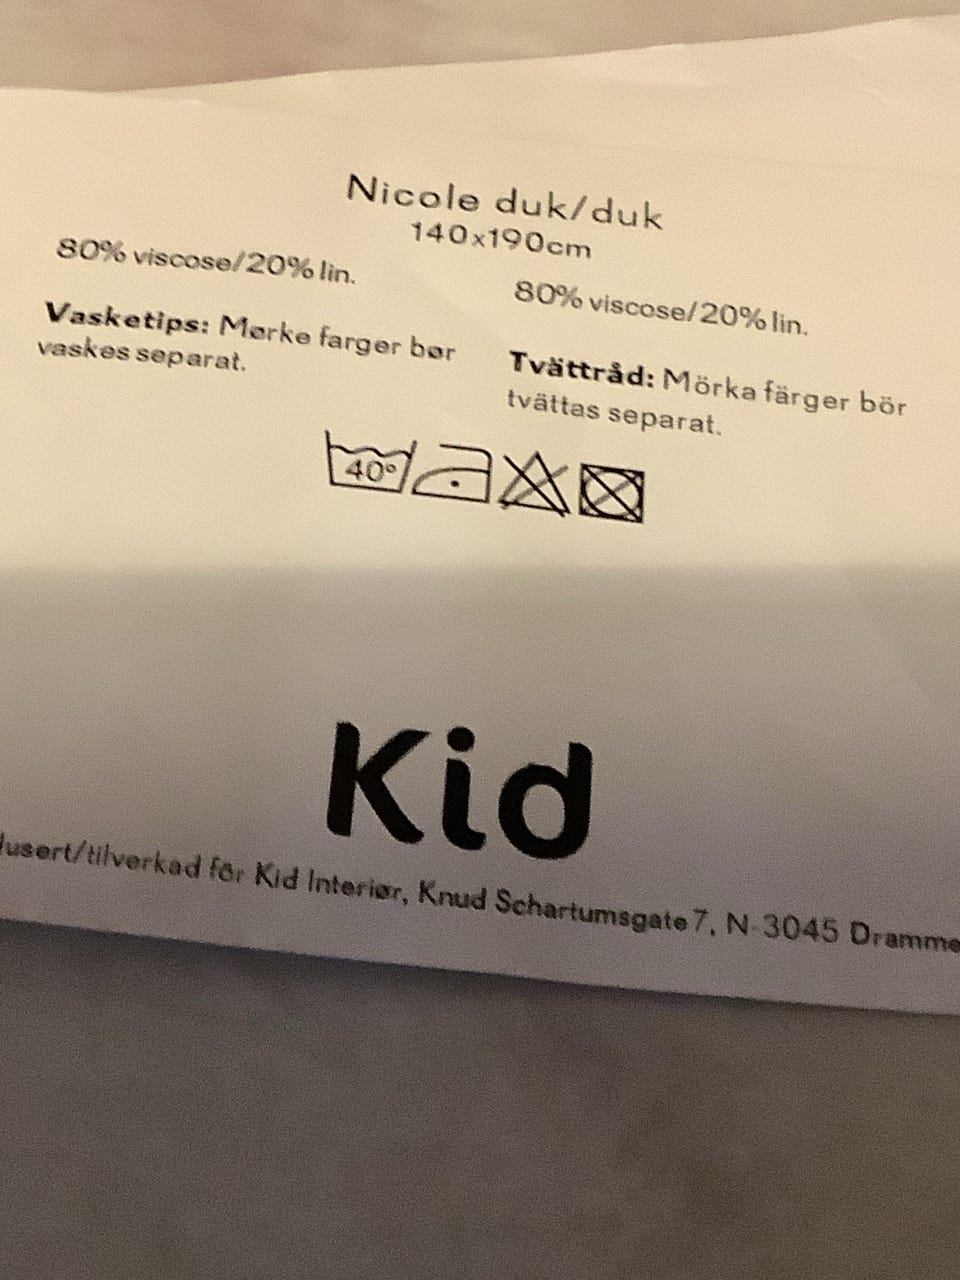 Nicole duk/duk
140x190cm
80% viscose/20% lin.
Vasketips: Mørke farger bør
vaskes separat.
80% viscose/20% lin.
Tvättråd: Mörka färger bör
tvättas separat.
40°
Kid
för Kid Interiør, Knud Schartumsgate 7, N-3045